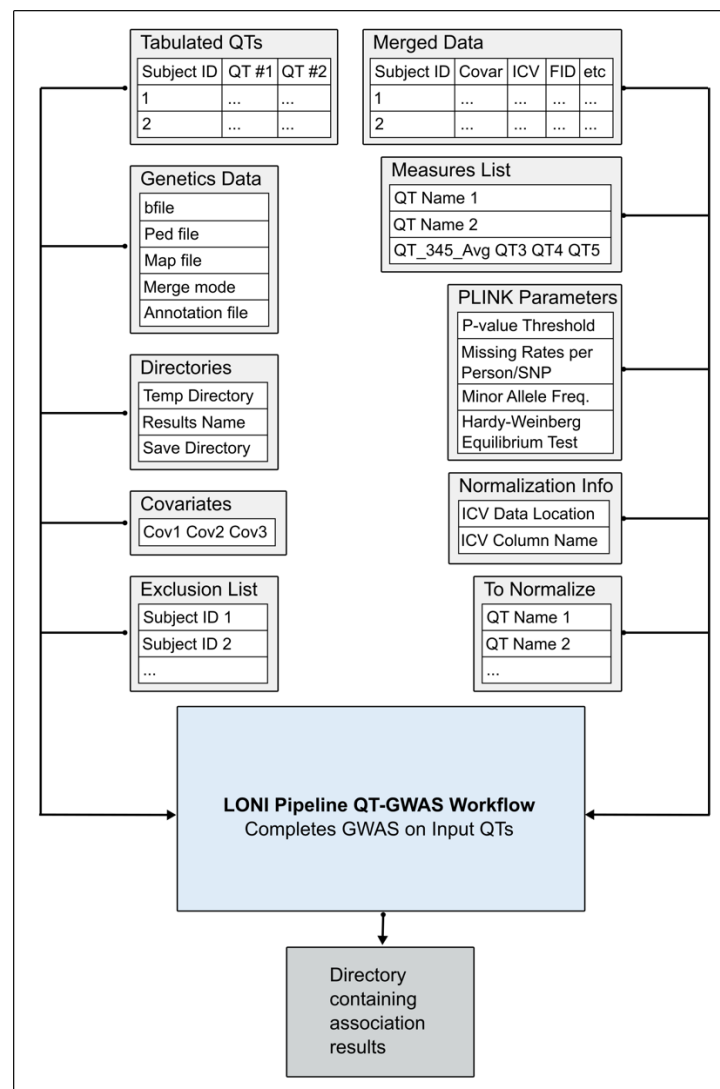 Tabulated QTs
Subject ID QT #1 QT #2
1 ... ...
2 ... ...
Genetics Data
bfile
Ped file
Map file
Merge mode
Annotation file
Directories
Temp Directory
Results Name
Save Directory
Covariates
Cov1 Cov2 Cov3
Exclusion List
Subject ID 1
Subject ID 2
...
Merged Data
Subject ID Covar ICV FID etc
1 ... ... ... ...
2 ... ... ... ...
Measures List
QT Name 1
QT Name 2
QT_345_Avg QT3 QT4 QT5
PLINK Parameters
P-value Threshold
Missing Rates per
Person/SNP
Minor Allele Freq.
Hardy-Weinberg
Equilibrium Test
Normalization Info
ICV Data Location
ICV Column Name
To Normalize
QT Name 1
QT Name 2
...
LONI Pipeline QT-GWAS Workflow
Completes GWAS on Input QTs
Directory
containing
association
results